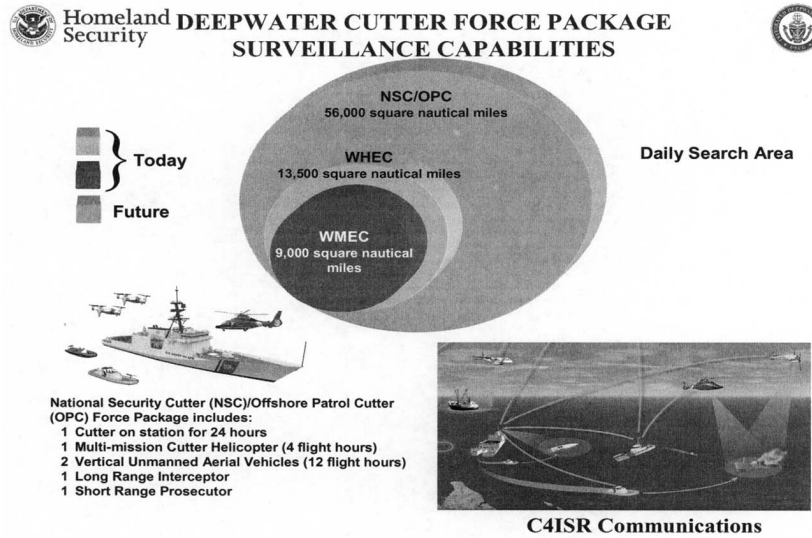 Homeland
Security
DEEPWATER CUTTER FORCE PACKAGE
SURVEILLANCE CAPABILITIES
NSC/OPC
56,000 square nautical miles
WHEC
13,500 square nautical miles
WMEC
9,000 square nautical
miles
Today
Future
Daily Search Area
National Security Cutter (NSC)/Offshore Patrol Cutter
(OPC) Force Package includes:
1 Cutter on station for 24 hours
1 Multi-mission Cutter Helicopter (4 flight hours)
2 Vertical Unmanned Aerial Vehicles (12 flight hours)
1 Long Range Interceptor
1 Short Range Prosecutor
C4ISR Communications